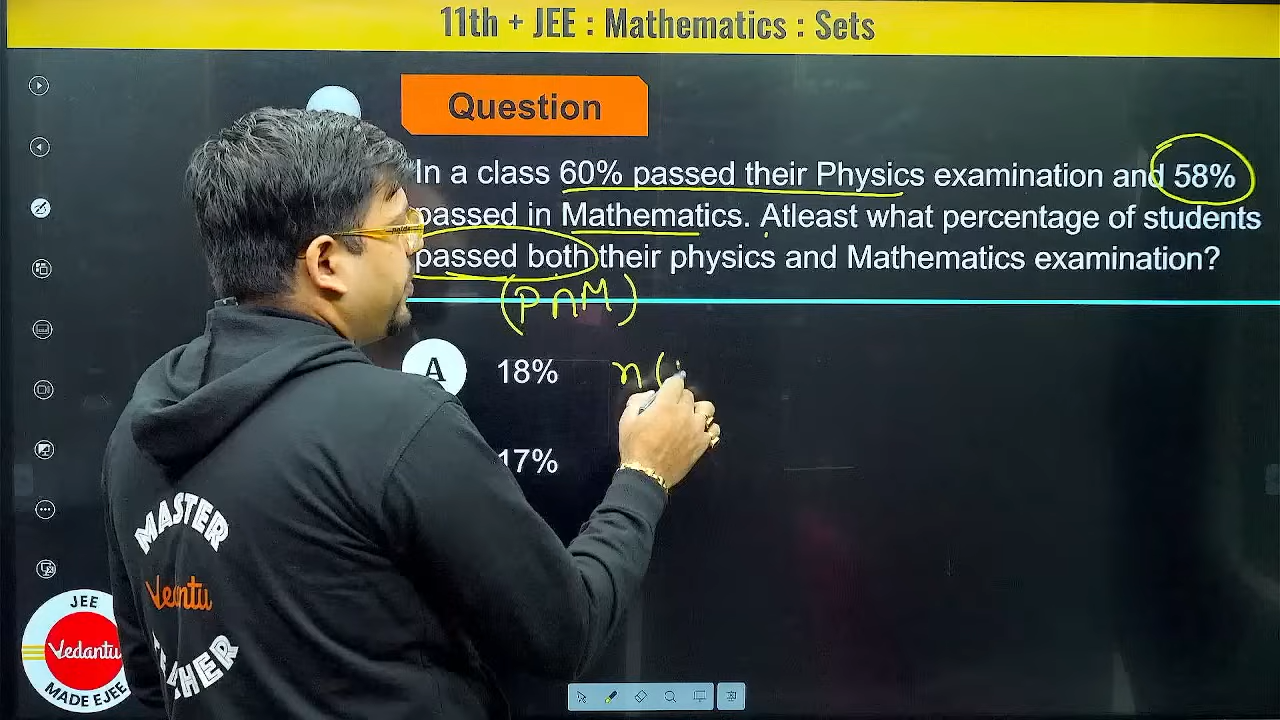 11th + JEE : Mathematics : Sets
Question
In a class 60% passed their Physics examination and 58%
passed in Mathematics. Atleast what percentage of students
passed both their physics and Mathematics examination?
(P∩M)
A 18%
n(
17%
MASTER
Vedantu
TEACHER
JEE
Vedantu
MADE EJEE